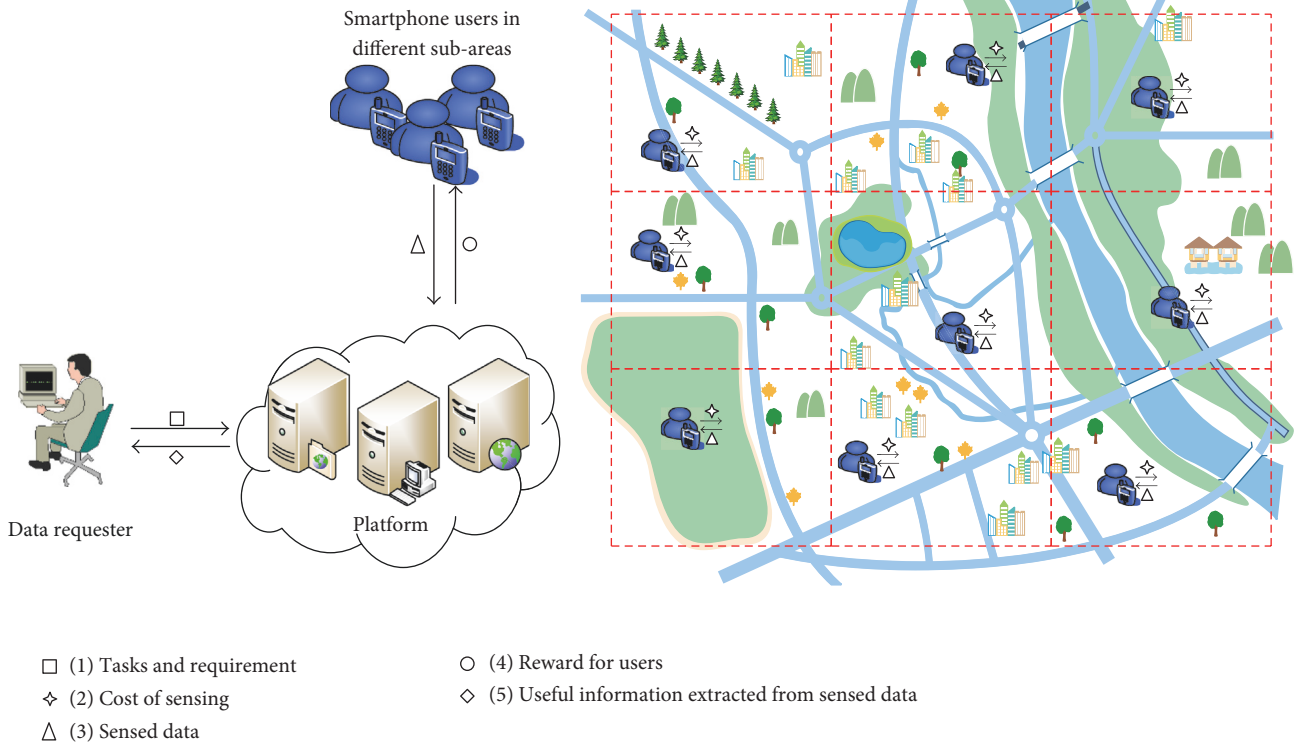 Smartphone users in
different sub-areas
Data requester
Platform
(1) Tasks and requirement
(2) Cost of sensing
(3) Sensed data
(4) Reward for users
(5) Useful information extracted from sensed data